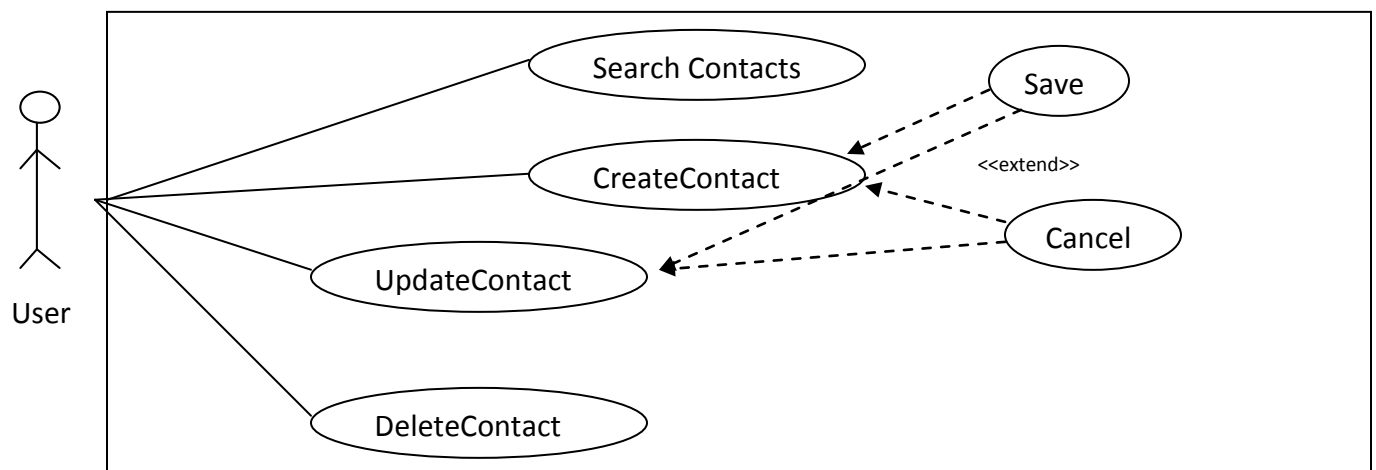 Search Contacts
Save
<<extend>>
CreateContact
Cancel
UpdateContact
User
DeleteContact